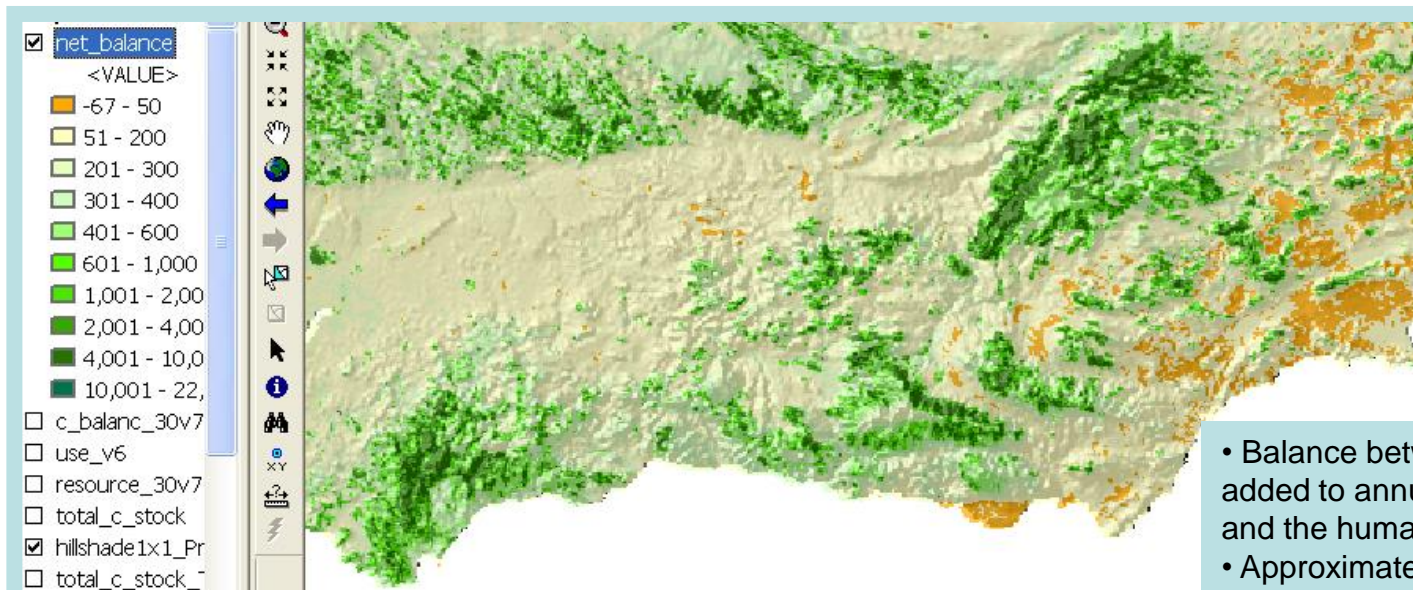 net_balance
<VALUE>
-67 - 50
51 - 200
201 - 300
301 - 400
401 - 600
601 - 1,000
1,001 - 2,00
2,001 - 4,00
4,001 - 10,0
10,001 - 22,
c_balanc_30v7
use_v6
resource_30v7
total_c_stock
hillshade1x1_Pr
total_c_stock_
XY
?
• Balance betw
added to annu
and the huma
• Approximate